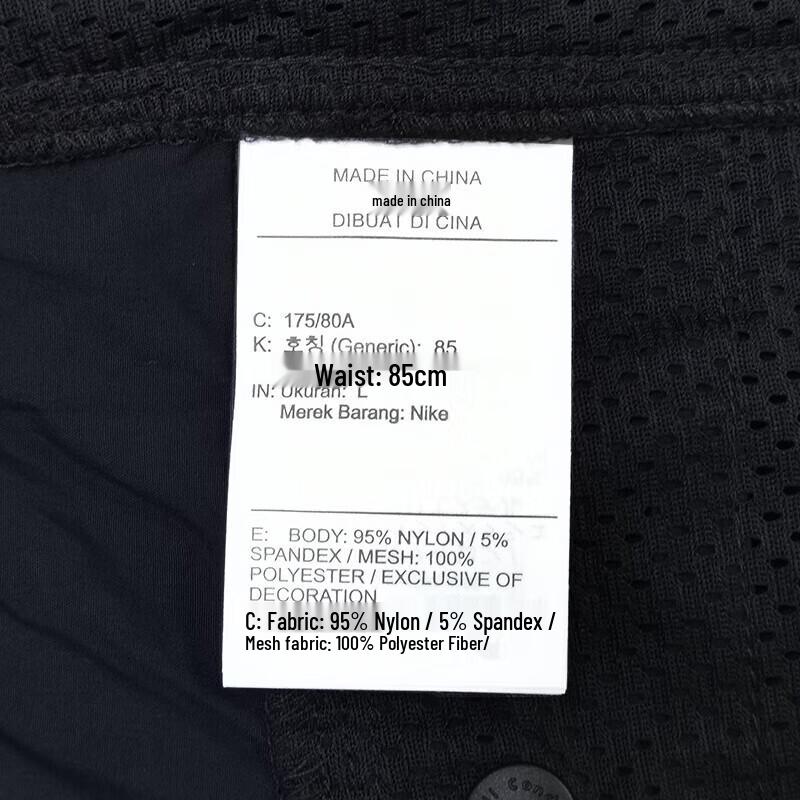 MADE IN CHINA
made in china
DIBUAT DI CINA
C: 175/80A
K: 호칭 (Generic): 85
Waist: 85cm
IN: Ukuran: L
Merek Barang: Nike
E: BODY: 95% NYLON / 5%
SPANDEX / MESH: 100%
POLYESTER / EXCLUSIVE OF
DECORATION
C: Fabric: 95% Nylon / 5% Spandex /
Mesh fabric: 100% Polyester Fiber/